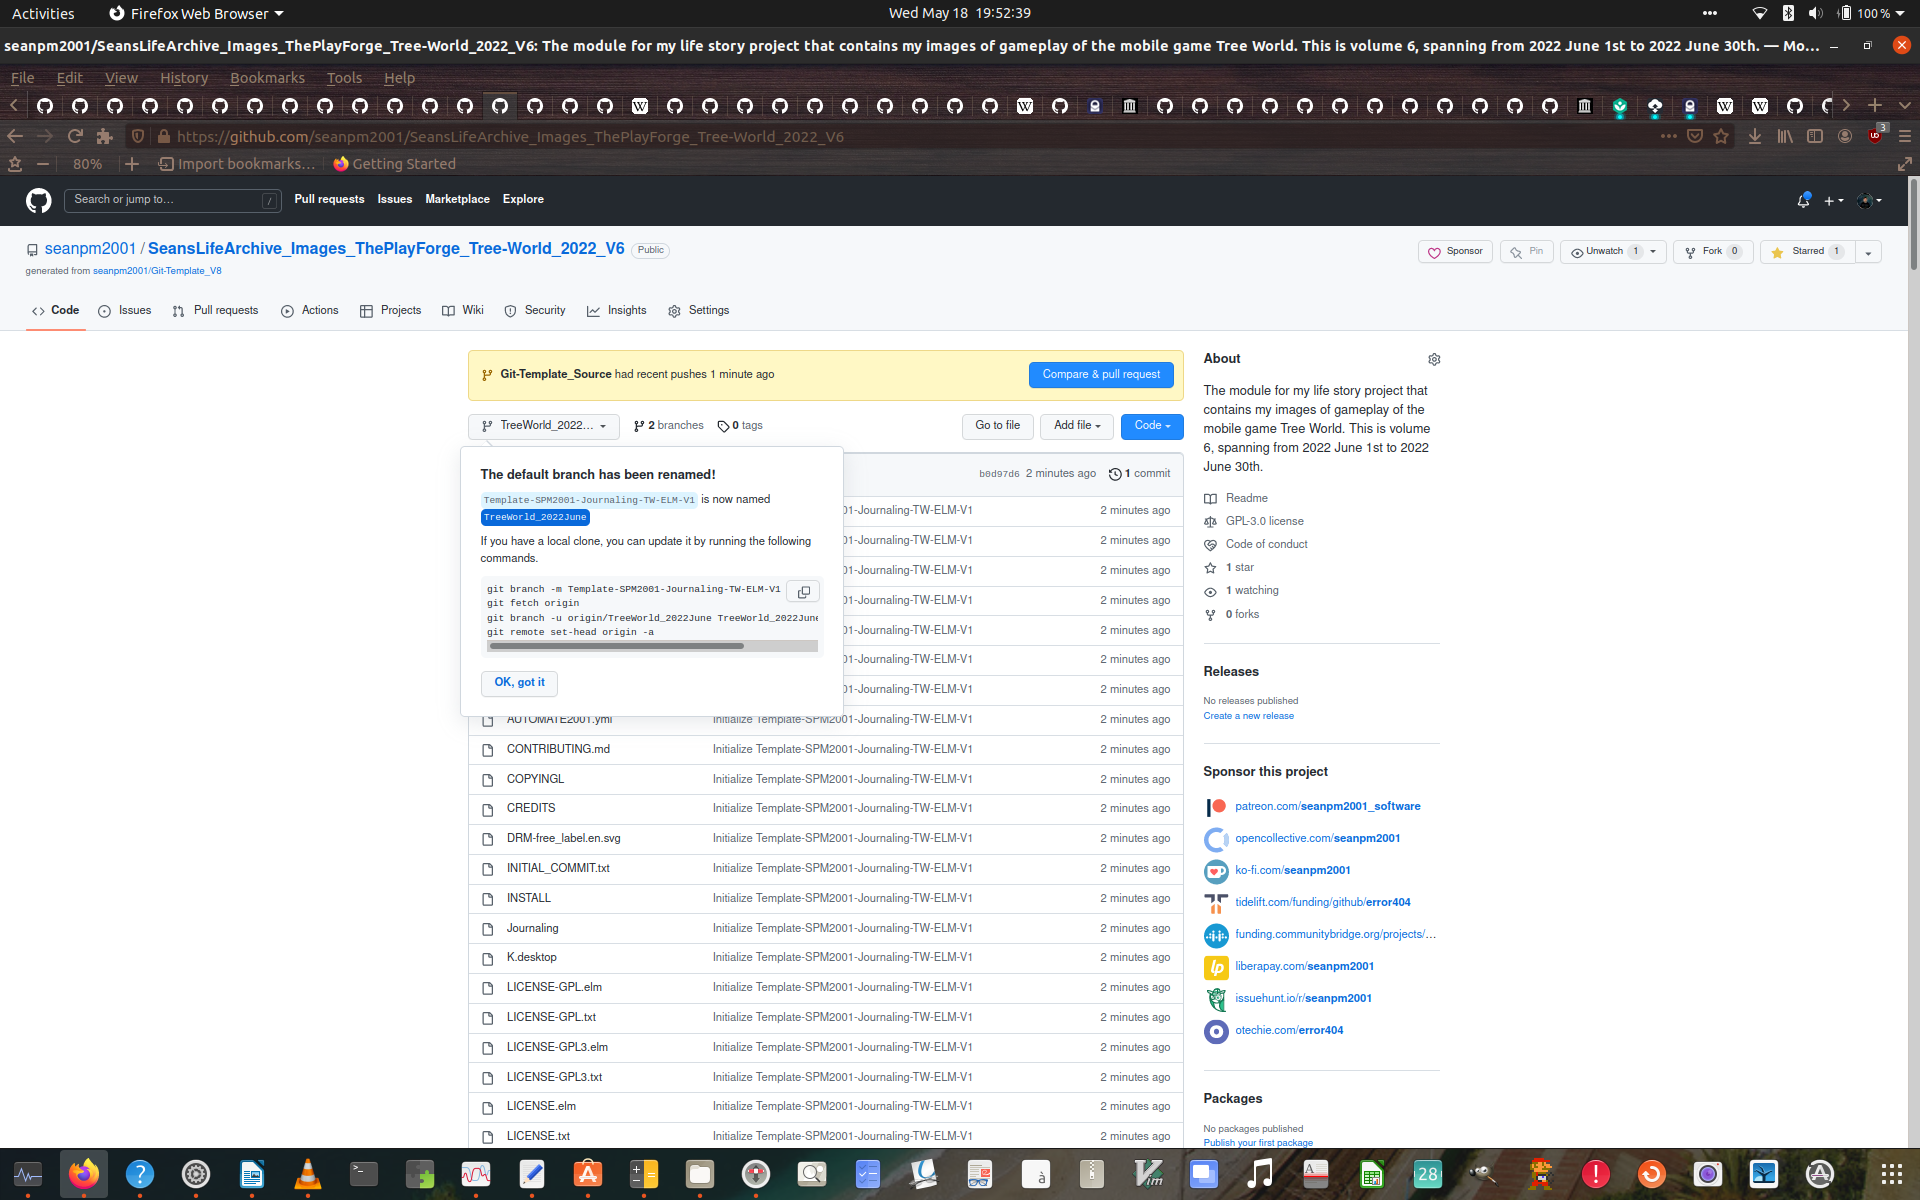 Activities
Firefox Web Browser
Wed May 18 19:52:39
100 %
seanpm2001/SeansLifeArchive_Images_ThePlayForge_Tree-World_2022_V6: The module for my life story project that contains my images of gameplay of the mobile game Tree World. This is volume 6, spanning from 2022 June 1st to 2022 June 30th. — Mo…
File Edit View History Bookmarks Tools Help
https://github.com/seanpm2001/SeansLifeArchive_Images_ThePlayForge_Tree-World_2022_V6
3
80%
Import bookmarks…
Getting Started
Search or jump to…
/
Pull requests Issues Marketplace Explore
seanpm2001 / SeansLifeArchive_Images_ThePlayForge_Tree-World_2022_V6 Public
generated from seanpm2001/Git-Template_V8
Sponsor
Pin
Unwatch 1
Fork 0
Starred 1
Code
Issues
Pull requests
Actions
Projects
Wiki
Security
Insights
Settings
Git-Template_Source had recent pushes 1 minute ago
Compare & pull request
TreeWorld_2022…
2 branches
0 tags
Go to file
Add file
Code
The default branch has been renamed!
Template-SPM2001-Journaling-TW-ELM-V1 is now named
TreeWorld_2022June
If you have a local clone, you can update it by running the following
commands.
git branch -m Template-SPM2001-Journaling-TW-ELM-V1
git fetch origin
git branch -u origin/TreeWorld_2022June TreeWorld_2022June
git remote set-head origin -a
OK, got it
b0d97d6 2 minutes ago 1 commit
01-Journaling-TW-ELM-V1 2 minutes ago
01-Journaling-TW-ELM-V1 2 minutes ago
01-Journaling-TW-ELM-V1 2 minutes ago
01-Journaling-TW-ELM-V1 2 minutes ago
01-Journaling-TW-ELM-V1 2 minutes ago
01-Journaling-TW-ELM-V1 2 minutes ago
01-Journaling-TW-ELM-V1 2 minutes ago
AUTOMATE2001.yml Initialize Template-SPM2001-Journaling-TW-ELM-V1 2 minutes ago
CONTRIBUTING.md Initialize Template-SPM2001-Journaling-TW-ELM-V1 2 minutes ago
COPYINGL Initialize Template-SPM2001-Journaling-TW-ELM-V1 2 minutes ago
CREDITS Initialize Template-SPM2001-Journaling-TW-ELM-V1 2 minutes ago
DRM-free_label.en.svg Initialize Template-SPM2001-Journaling-TW-ELM-V1 2 minutes ago
INITIAL_COMMIT.txt Initialize Template-SPM2001-Journaling-TW-ELM-V1 2 minutes ago
INSTALL Initialize Template-SPM2001-Journaling-TW-ELM-V1 2 minutes ago
Journaling Initialize Template-SPM2001-Journaling-TW-ELM-V1 2 minutes ago
K.desktop Initialize Template-SPM2001-Journaling-TW-ELM-V1 2 minutes ago
LICENSE-GPL.elm Initialize Template-SPM2001-Journaling-TW-ELM-V1 2 minutes ago
LICENSE-GPL.txt Initialize Template-SPM2001-Journaling-TW-ELM-V1 2 minutes ago
LICENSE-GPL3.elm Initialize Template-SPM2001-Journaling-TW-ELM-V1 2 minutes ago
LICENSE-GPL3.txt Initialize Template-SPM2001-Journaling-TW-ELM-V1 2 minutes ago
LICENSE.elm Initialize Template-SPM2001-Journaling-TW-ELM-V1 2 minutes ago
LICENSE.txt Initialize Template-SPM2001-Journaling-TW-ELM-V1 2 minutes ago
About
The module for my life story project that
contains my images of gameplay of the
mobile game Tree World. This is volume
6, spanning from 2022 June 1st to 2022
June 30th.
Readme
GPL-3.0 license
Code of conduct
1 star
1 watching
0 forks
Releases
No releases published
Create a new release
Sponsor this project
patreon.com/seanpm2001_software
opencollective.com/seanpm2001
ko-fi.com/seanpm2001
tidelift.com/funding/github/error404
funding.communitybridge.org/projects/…
liberapay.com/seanpm2001
issuehunt.io/r/seanpm2001
otechie.com/error404
Packages
No packages published
Publish your first package
28